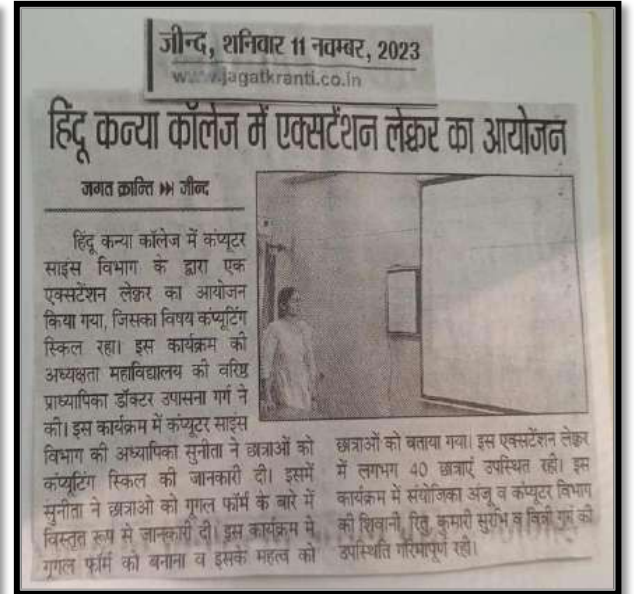 जीन्द, शनिवार 11 नवम्बर, 2023
www.jagatkranti.co.in
हिंदू कन्या कॉलेज में एक्सटेंशन लेक्चर का आयोजन
जगत क्रान्ति ▸▸ जीन्द
हिंदू कन्या कॉलेज में कंप्यूटर
साइंस विभाग के द्वारा एक
एक्सटेंशन लेक्चर का आयोजन
किया गया, जिसका विषय कंप्यूटिंग
स्किल रहा। इस कार्यक्रम की
अध्यक्षता महाविद्यालय की वरिष्ठ
प्राध्यापिका डॉक्टर उपासना गर्ग ने
की। इस कार्यक्रम में कंप्यूटर साइंस
विभाग की अध्यापिका सुनीता ने छात्राओं को
कंप्यूटिंग स्किल की जानकारी दी। इसमें
सुनीता ने छात्राओ को गूगल फॉर्म के बारे में
विस्तृत रूप से जानकारी दी। इस कार्यक्रम मे
गूगल फॉर्म को बनाना व इसके महत्व को
छात्राओं को बताया गया। इस एक्सटेंशन लेक्चर
में लगभग 40 छात्राएं उपस्थित रही। इस
कार्यक्रम में संयोजिका अंजू व कंप्यूटर विभाग
की शिवानी, रितु, कुमारी सुरभि व की
उपस्थिति गरिमापूर्ण रही।